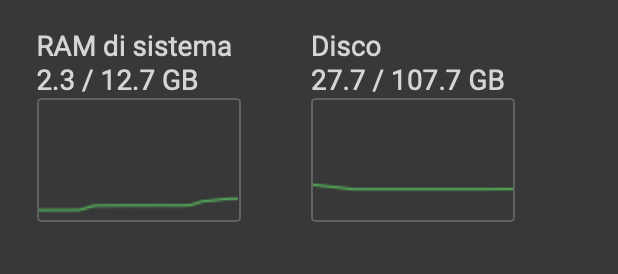 RAM di sistema
2.3 / 12.7 GB
Disco
27.7 / 107.7 GB